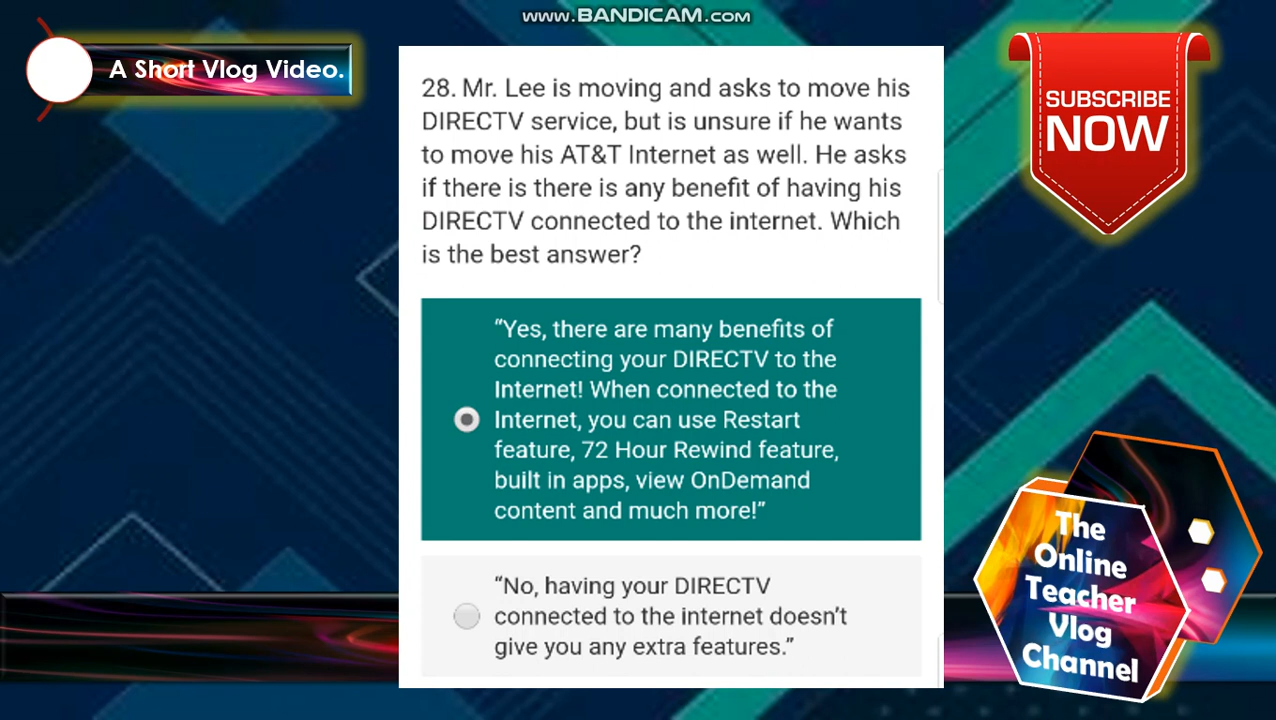 www.BANDICAM.com
A Short Vlog Video.
SUBSCRIBE
NOW
28. Mr. Lee is moving and asks to move his
DIRECTV service, but is unsure if he wants
to move his AT&T Internet as well. He asks
if there is there is any benefit of having his
DIRECTV connected to the internet. Which
is the best answer?
“Yes, there are many benefits of
connecting your DIRECTV to the
Internet! When connected to the
Internet, you can use Restart
feature, 72 Hour Rewind feature,
built in apps, view OnDemand
content and much more!”
“No, having your DIRECTV
connected to the internet doesn’t
give you any extra features.”
The
Online
Teacher
Vlog
Channel